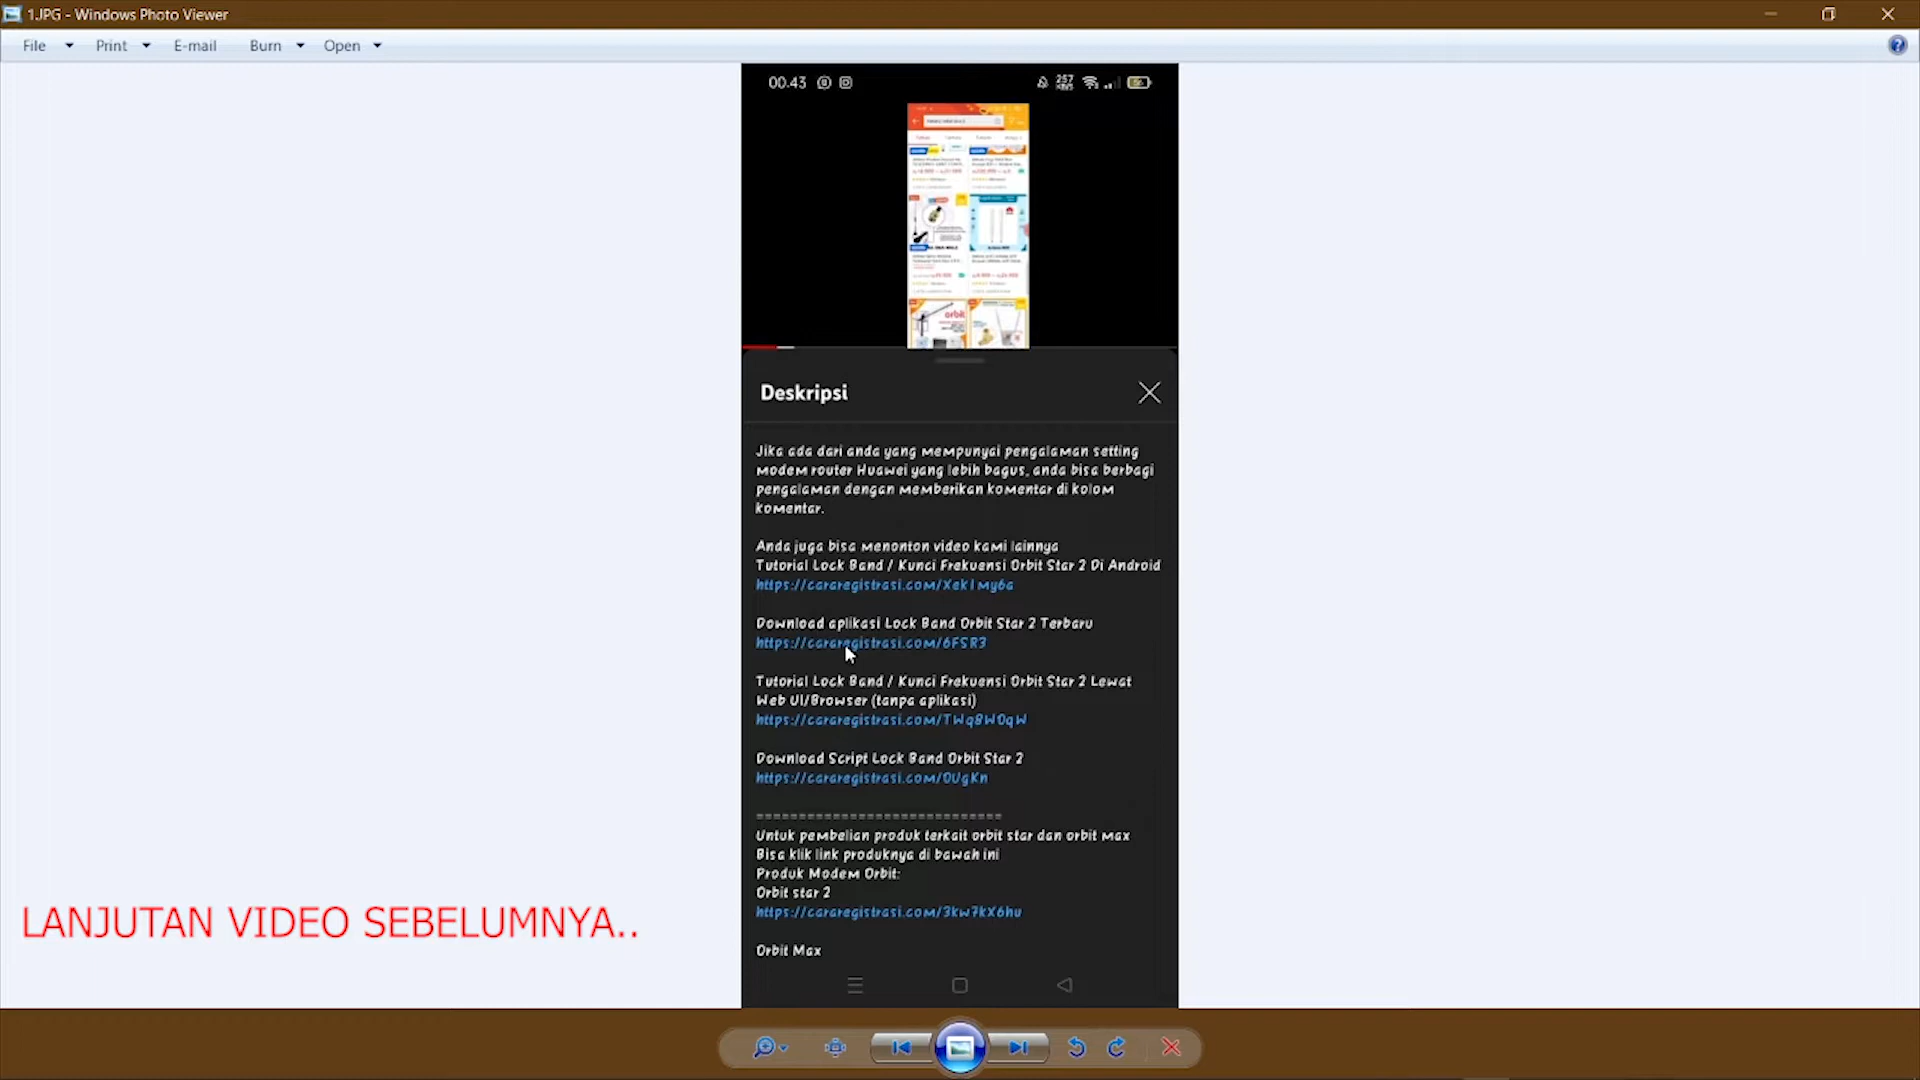 1.JPG - Windows Photo Viewer
File Print E-mail Burn Open
00.43
257
KB/s
orbit
Deskripsi
Jika ada dari anda yang mempunyai pengalaman setting
modem router Huawei yang lebih bagus, anda bisa berbagi
pengalaman dengan memberikan komentar di kolom
komentar.
Anda juga bisa menonton video kami lainnya
Tutorial Lock Band / Kunci Frekuensi Orbit Star 2 Di Android
https://cararegistrasi.com/Xek1my6a
Download aplikasi Lock Band Orbit Star 2 Terbaru
https://cararegistrasi.com/6FSR3
Tutorial Lock Band / Kunci Frekuensi Orbit Star 2 Lewat
Web UI/Browser (tanpa aplikasi)
https://cararegistrasi.com/TWq8W0qW
Download Script Lock Band Orbit Star 2
https://cararegistrasi.com/OUgKn
=============================
Untuk pembelian produk terkait orbit star dan orbit max
Bisa klik link produknya di bawah ini
Produk Modem Orbit:
Orbit star 2
https://cararegistrasi.com/3kw7kX6hu
Orbit Max
LANJUTAN VIDEO SEBELUMNYA..